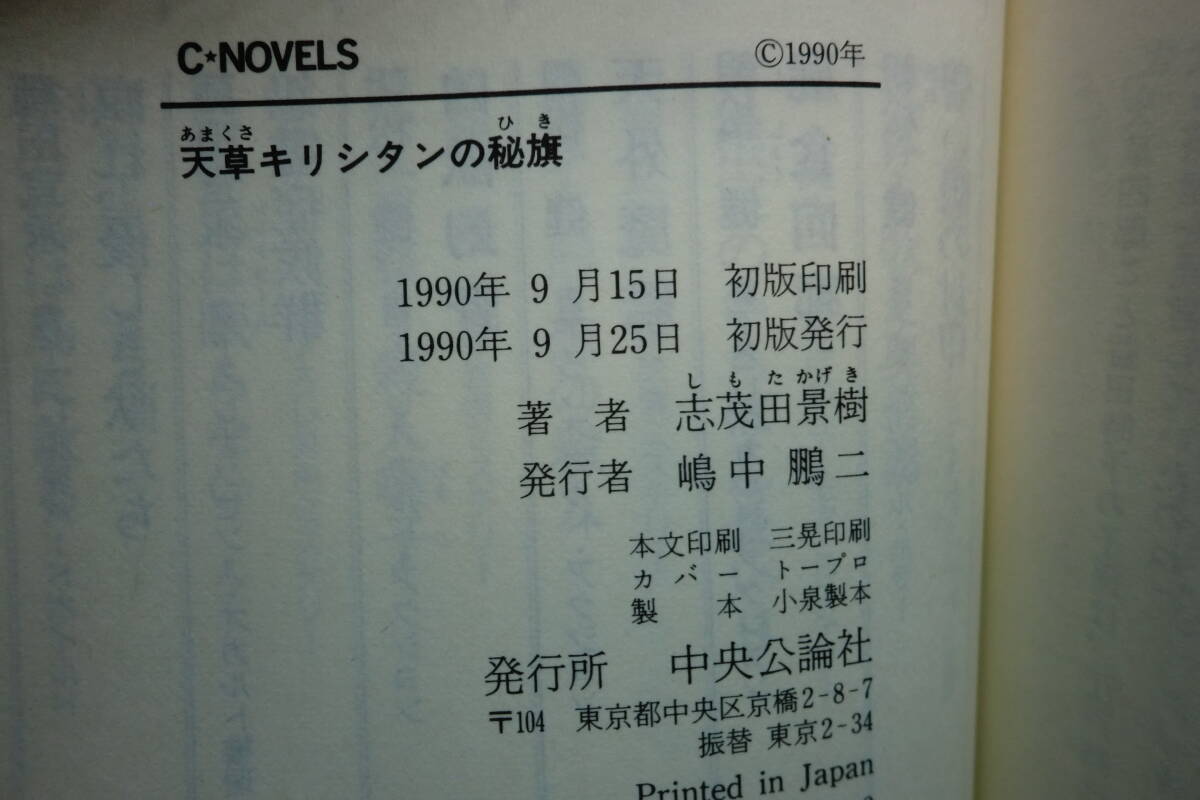 C★NOVELS ©1990年
あまくさ ひき
天草キリシタンの秘旗
1990年 9 月15日 初版印刷
1990年 9 月25日 初版発行
しもたかげき
著 者 志茂田景樹
発行者 嶋中鵬二
本文印刷 三晃印刷
カバー トープロ
製 本 小泉製本
発行所 中央公論社
〒104 東京都中央区京橋2-8-7
振替 東京2-34
Printed in Japan